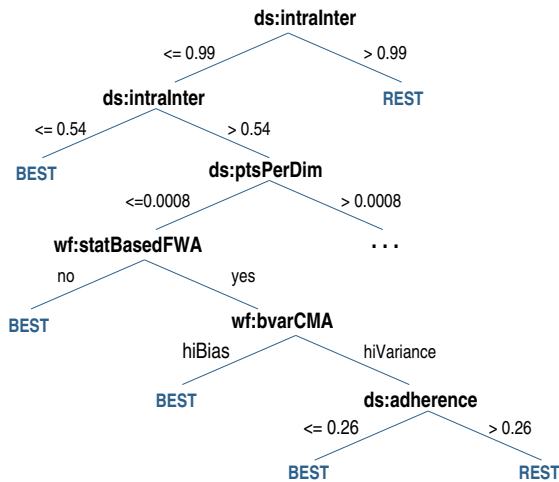 ds:intraInter
<= 0.99 > 0.99
ds:intraInter REST
<= 0.54 > 0.54
BEST ds:ptsPerDim
<=0.0008 > 0.0008
wf:statBasedFWA ...
no yes
BEST wf:bvarCMA
hiBias hiVariance
BEST ds:adherence
<= 0.26 > 0.26
BEST REST